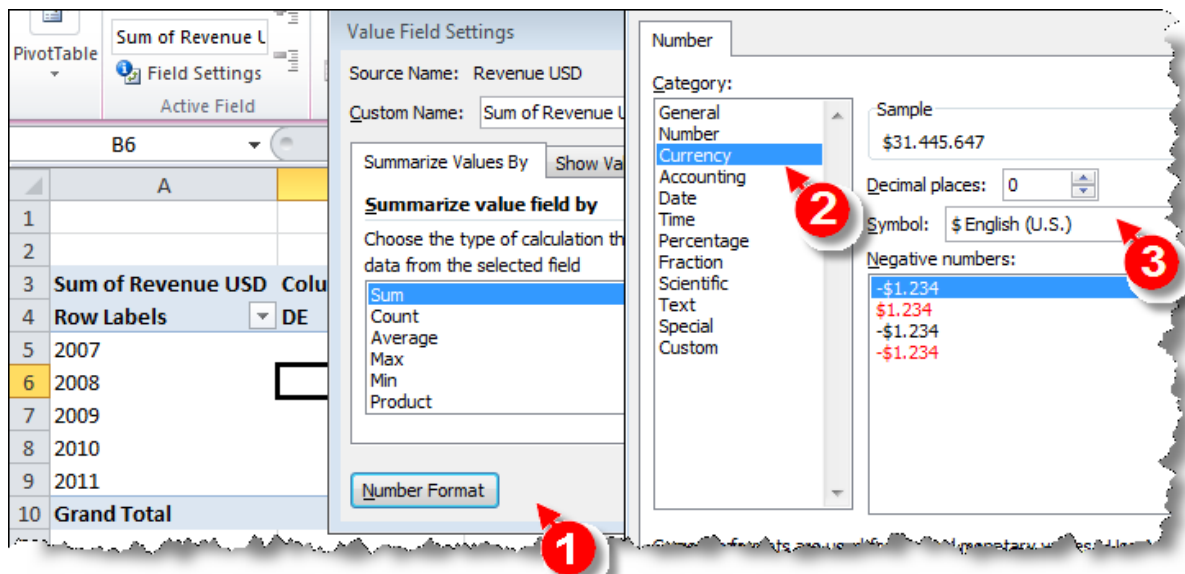 PivotTable
Sum of Revenue U
Field Settings
Active Field
B6
A
1
2
3 Sum of Revenue USD Colu
4 Row Labels DE
5 2007
6 2008
7 2009
8 2010
9 2011
10 Grand Total
Value Field Settings
Source Name: Revenue USD
Custom Name: Sum of Revenue U
Summarize Values By Show Va
Summarize value field by
Choose the type of calculation th
data from the selected field
Sum
Count
Average
Max
Min
Product
Number Format
1
Number
Category:
General
Number
Currency
Accounting
Date
Time
Percentage
Fraction
Scientific
Text
Special
Custom
2
Sample
$31.445.647
Decimal places: 0
Symbol: $ English (U.S.)
3
Negative numbers:
-$1.234
$1.234
-$1.234
-$1.234